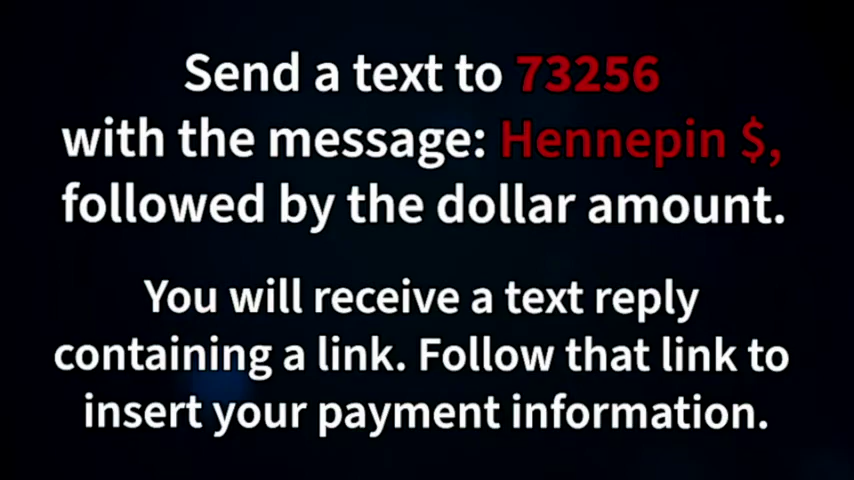 Send a text to 73256
with the message: Hennepin $,
followed by the dollar amount.
You will receive a text reply
containing a link. Follow that link to
insert your payment information.